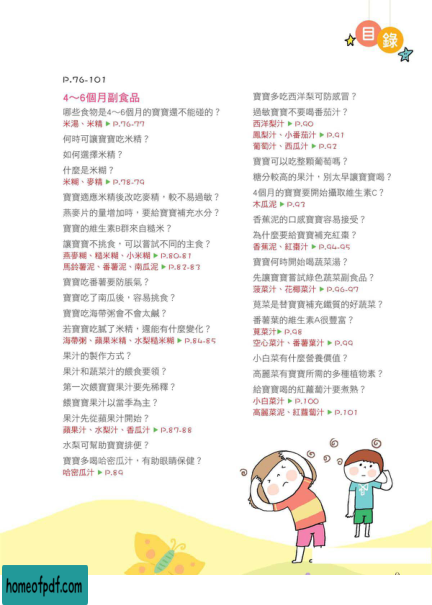 目錄
P.76-101
4～6個月副食品
哪些食物是4～6個月的寶寶還不能碰的？
米湯、米精 ▶ P.76-77
何時可讓寶寶吃米精？
如何選擇米精？
什麼是米糊？
米糊、麥精 ▶ P.78-79
寶寶適應米精後改吃麥精，較不易過敏？
燕麥片的量增加時，要給寶寶補充水分？
寶寶的維生素B群來自糙米？
讓寶寶不挑食，可以嘗試不同的主食？
燕麥糊、糙米糊、小米糊 ▶ P.80-81
馬鈴薯泥、番薯泥、南瓜泥 ▶ P.82-83
寶寶吃番薯要防脹氣？
寶寶吃了南瓜後，容易挑食？
寶寶吃海帶粥會不會太鹹？
若寶寶吃膩了米精，還能有什麼變化？
海帶粥、蘋果米精、水梨糙米糊 ▶ P.84-85
果汁的製作方式？
果汁和蔬菜汁的餵食要領？
第一次餵寶寶果汁要先稀釋？
餵寶寶果汁以當季為主？
果汁先從蘋果汁開始？
蘋果汁、水梨汁、香瓜汁 ▶ P.87-88
水梨可幫助寶寶排便？
寶寶多喝哈密瓜汁，有助眼睛保健？
哈密瓜汁 ▶ P.89
寶寶多吃西洋梨可防感冒？
過敏寶寶不要喝番茄汁？
西洋梨汁 ▶ P.90
鳳梨汁、小番茄汁 ▶ P.91
葡萄汁、西瓜汁 ▶ P.92
寶寶可以吃整顆葡萄嗎？
糖分較高的果汁，別太早讓寶寶喝？
4個月的寶寶要開始攝取維生素C？
木瓜泥 ▶ P.93
香蕉泥的口感寶寶容易接受？
為什麼要給寶寶補充紅棗？
香蕉泥、紅棗汁 ▶ P.94-95
寶寶何時開始喝蔬菜湯？
先讓寶寶嘗試綠色蔬菜副食品？
菠菜汁、花椰菜汁 ▶ P.96-97
莧菜是替寶寶補充鐵質的好蔬菜？
番薯葉的維生素A很豐富？
莧菜汁 ▶ P.98
空心菜汁、番薯葉汁 ▶ P.99
小白菜有什麼營養價值？
高麗菜有寶寶所需的多種植物素？
給寶寶喝的紅蘿蔔汁要煮熟？
小白菜汁 ▶ P.100
高麗菜泥、紅蘿蔔汁 ▶ P.101
homeofpdf.com